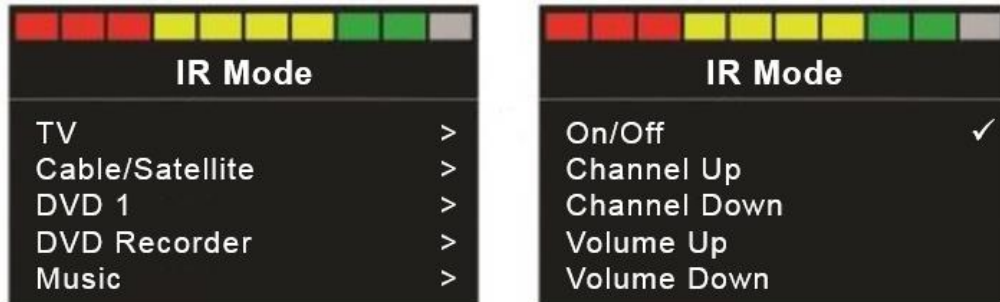 IR Mode
TV >
Cable/Satellite >
DVD 1 >
DVD Recorder >
Music >
IR Mode
On/Off ✓
Channel Up
Channel Down
Volume Up
Volume Down